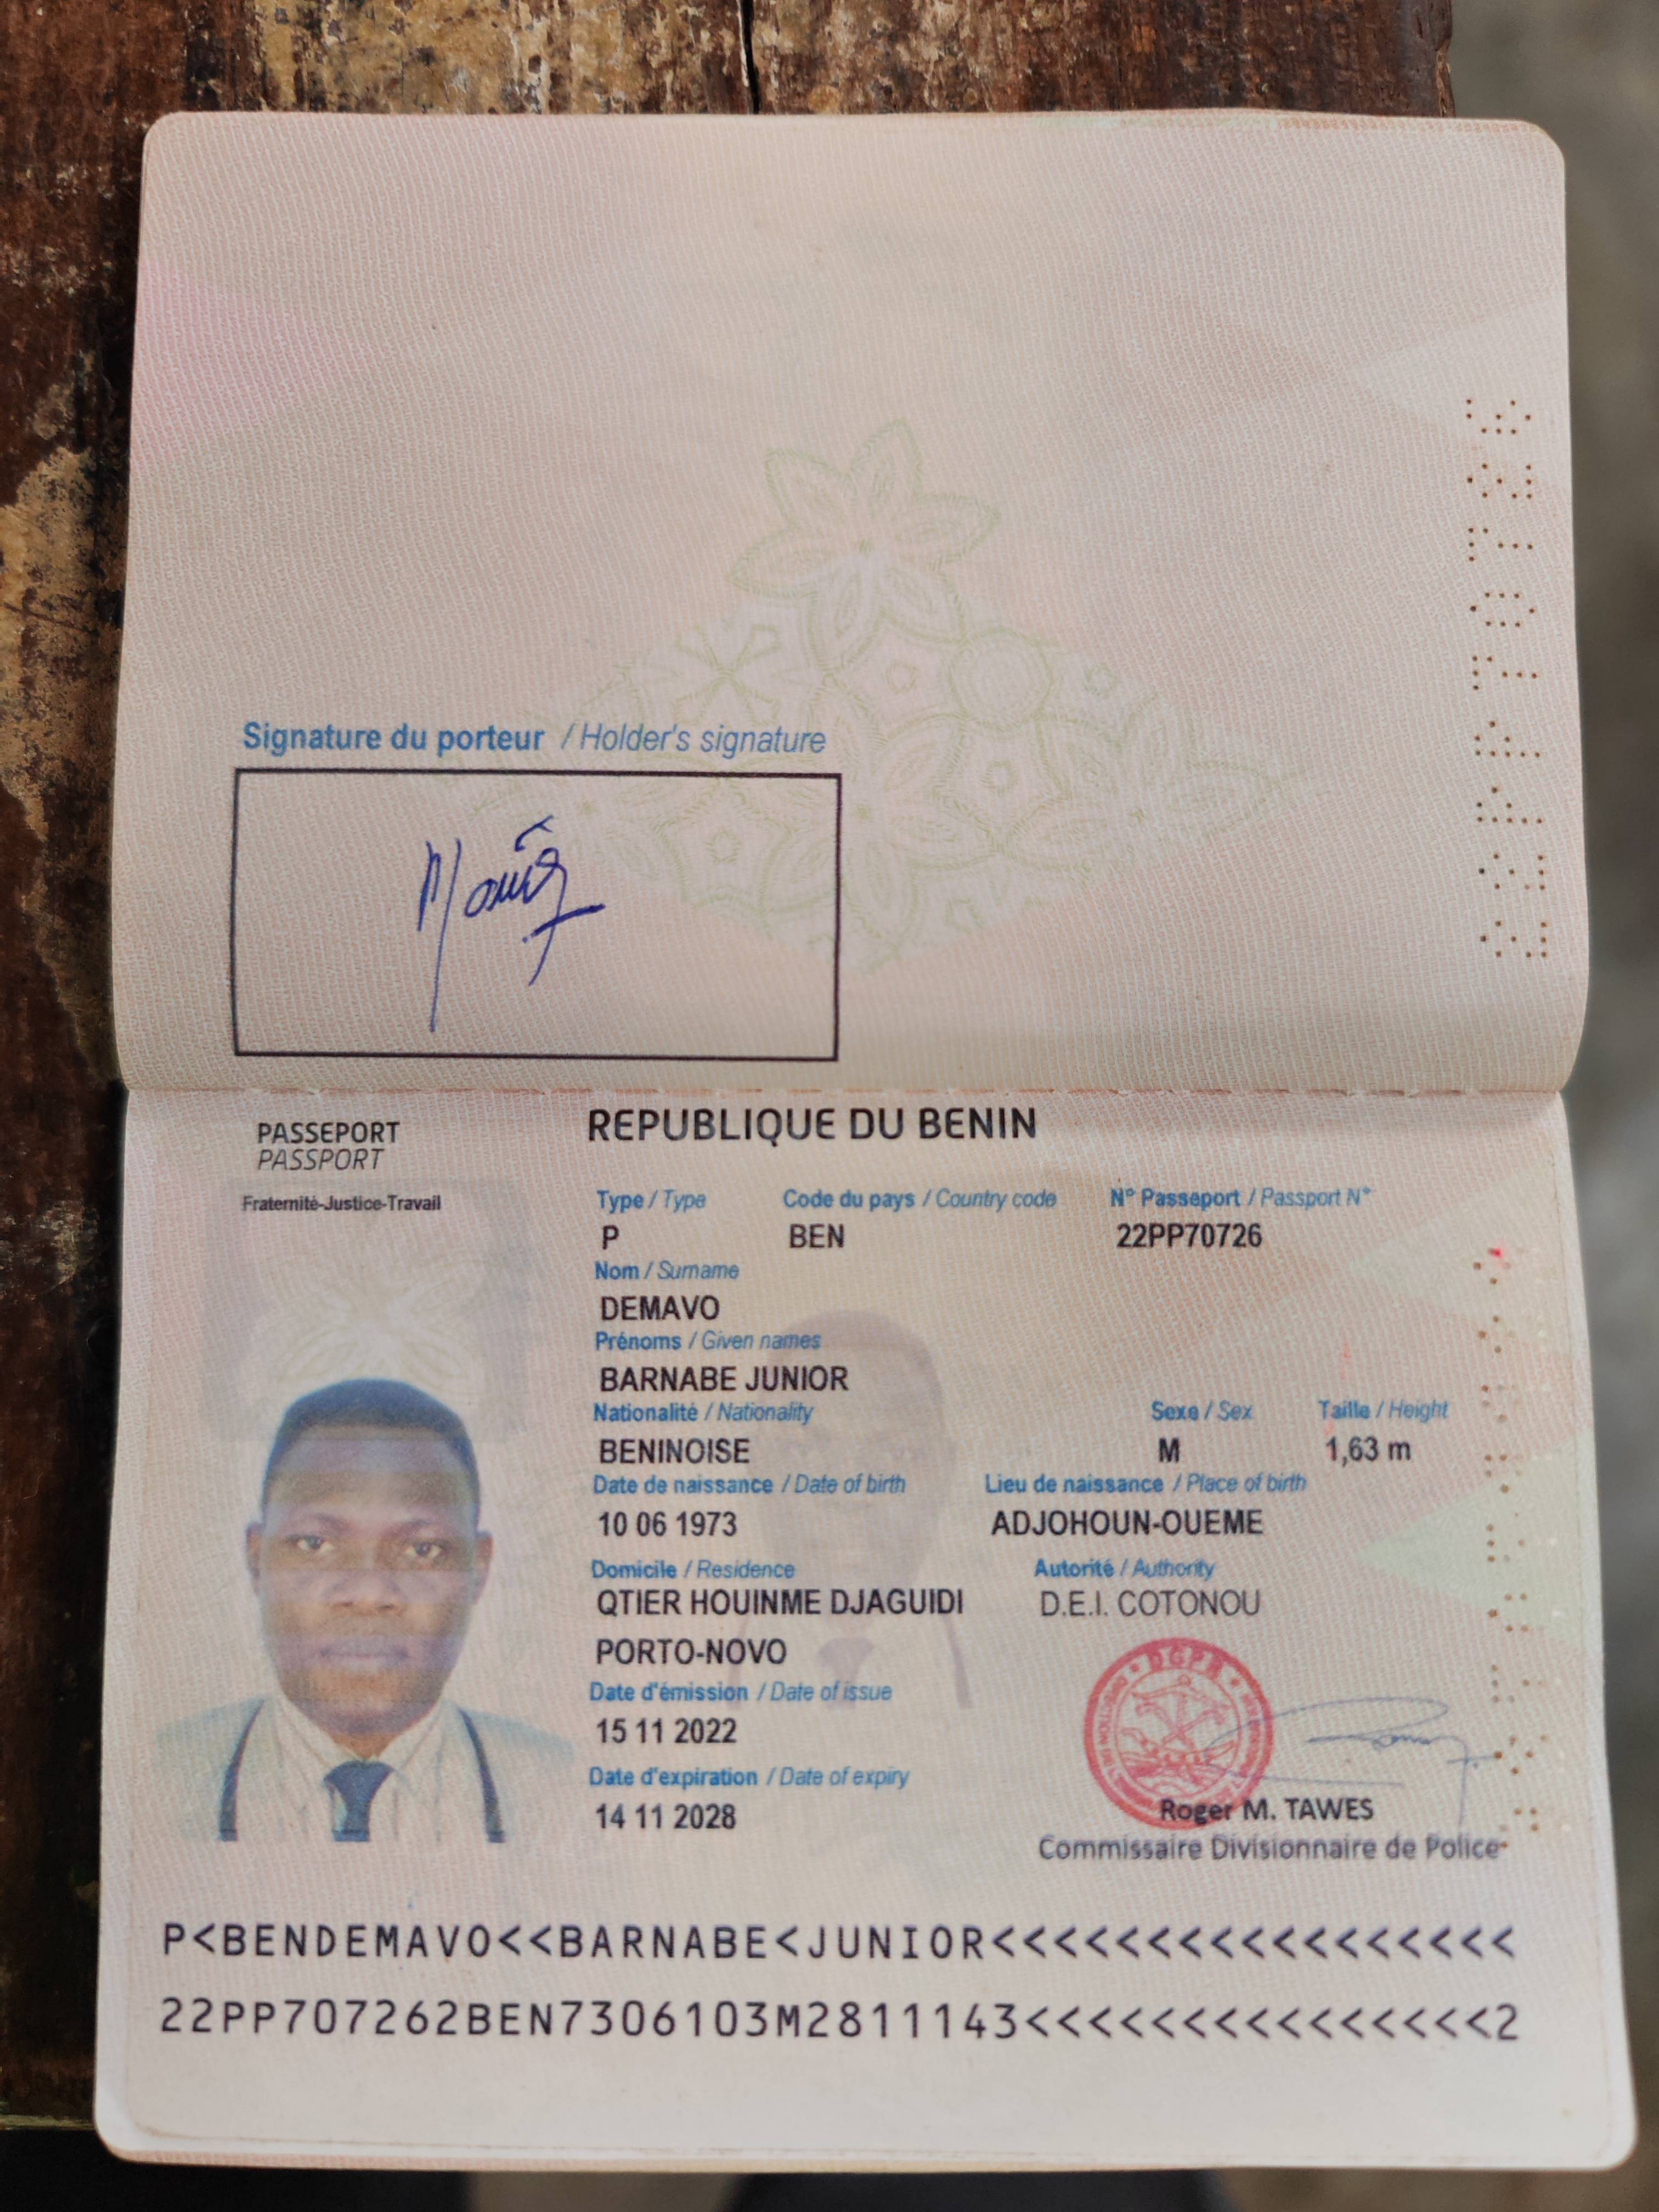 Signature du porteur / Holder's signature
PASSEPORT
PASSPORT
REPUBLIQUE DU BENIN
Fraternité-Justice-Travail
Type / Type Code du pays / Country code N° Passeport / Passport N°
P BEN 22PP70726
Nom / Surname
DEMAVO
Prénoms / Given names
BARNABE JUNIOR
Nationalité / Nationality Sexe / Sex Taille / Height
BENINOISE M 1,63 m
Date de naissance / Date of birth Lieu de naissance / Place of birth
10 06 1973 ADJOHOUN-OUEME
Domicile / Residence Autorité / Authority
QTIER HOUINME DJAGUIDI D.E.I. COTONOU
PORTO-NOVO
Date d'émission / Date of issue
15 11 2022
Date d'expiration / Date of expiry
14 11 2028
DGPR
Roger M. TAWES
Commissaire Divisionnaire de Police
P<BENDEMAVO<<BARNABE<JUNIOR<<<<<<<<<<<<<<<<<
22PP707262BEN7306103M2811143<<<<<<<<<<<<<<<2